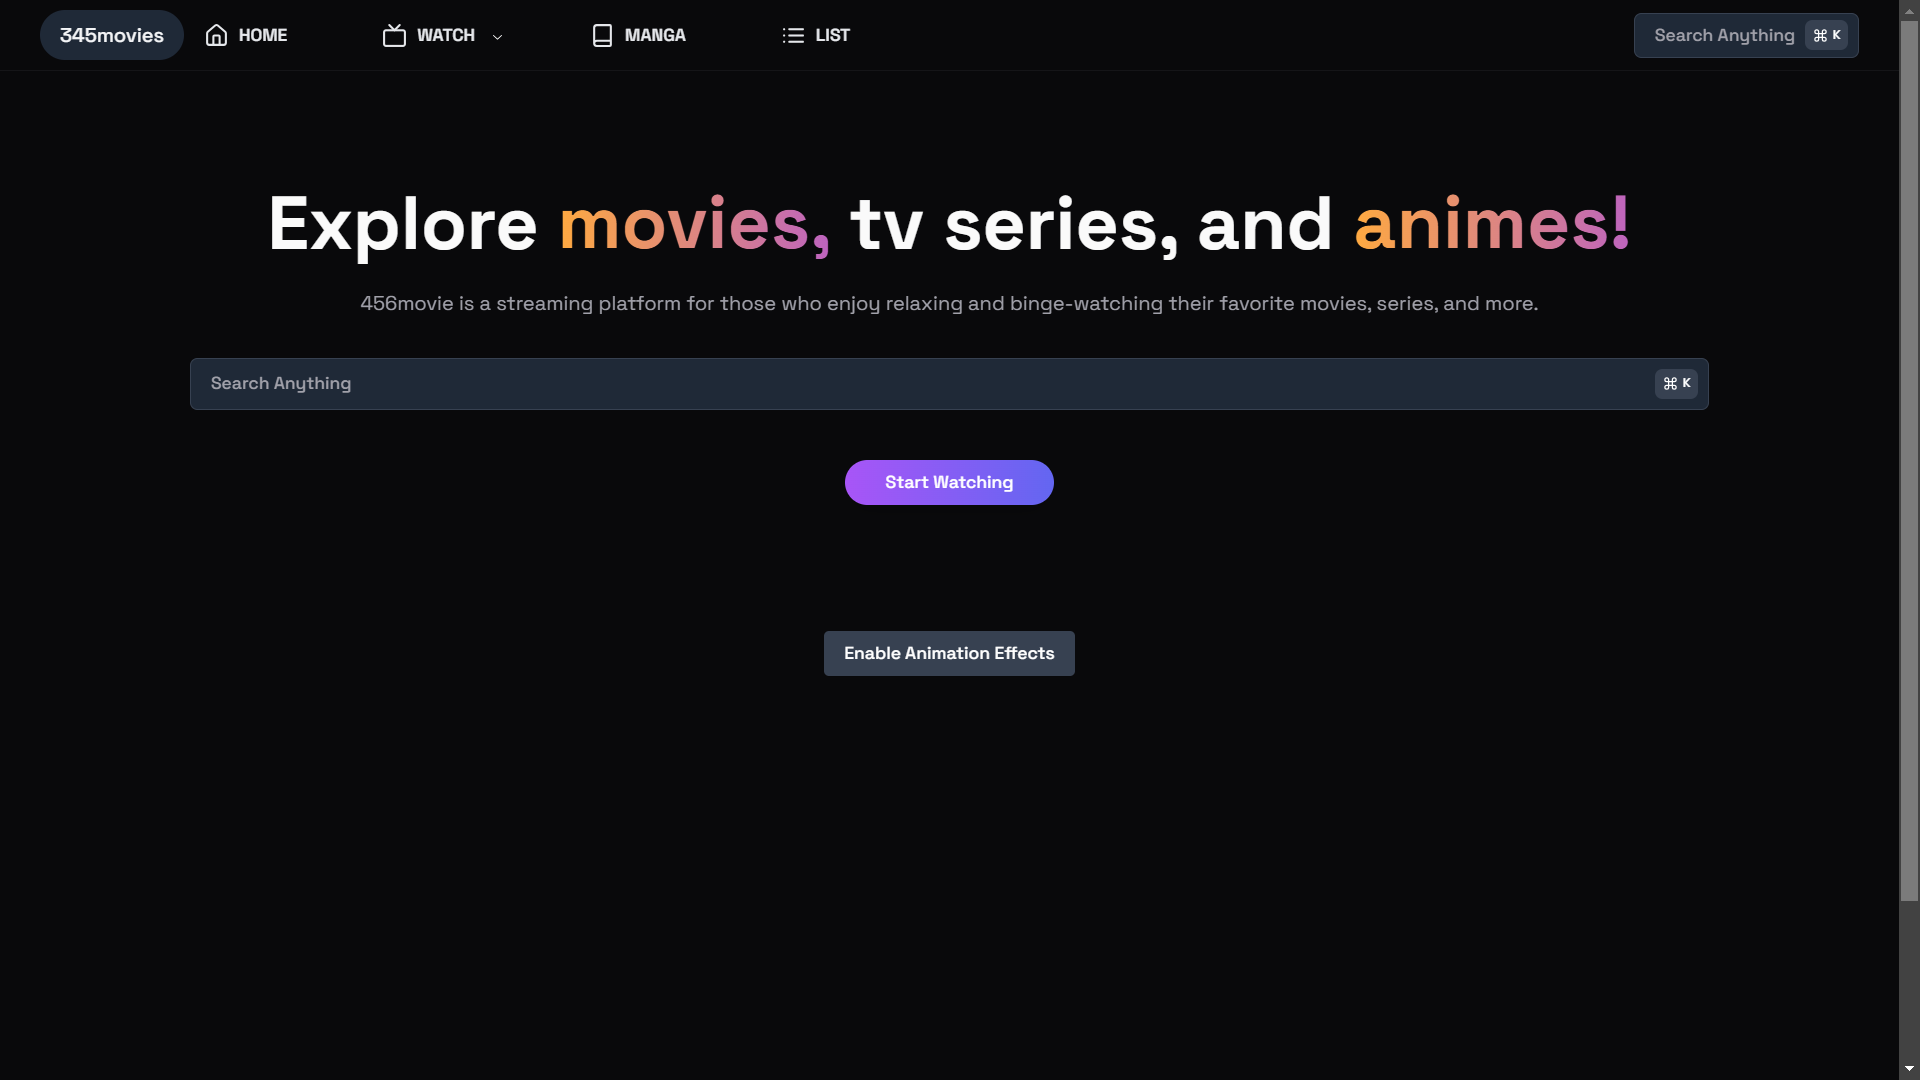 345movies HOME WATCH MANGA LIST Search Anything ⌘ K
Explore movies, tv series, and animes!
456movie is a streaming platform for those who enjoy relaxing and binge-watching their favorite movies, series, and more.
Search Anything ⌘ K
Start Watching
Enable Animation Effects